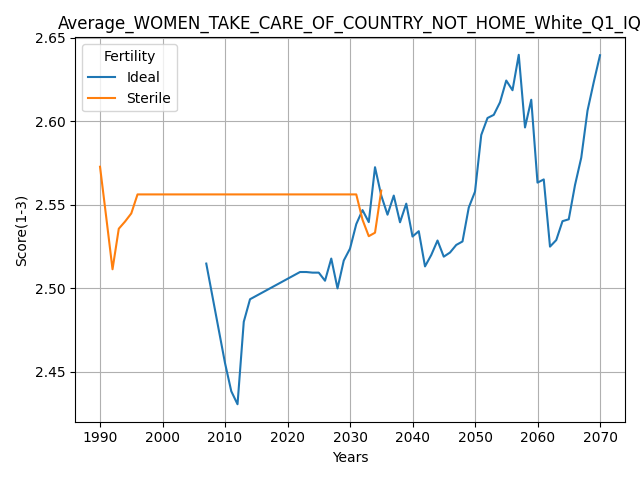 Average_WOMEN_TAKE_CARE_OF_COUNTRY_NOT_HOME_White_Q1_IQ
Fertility
Ideal
Sterile
Score(1-3)
2.65
2.60
2.55
2.50
2.45
1990 2000 2010 2020 2030 2040 2050 2060 2070
Years